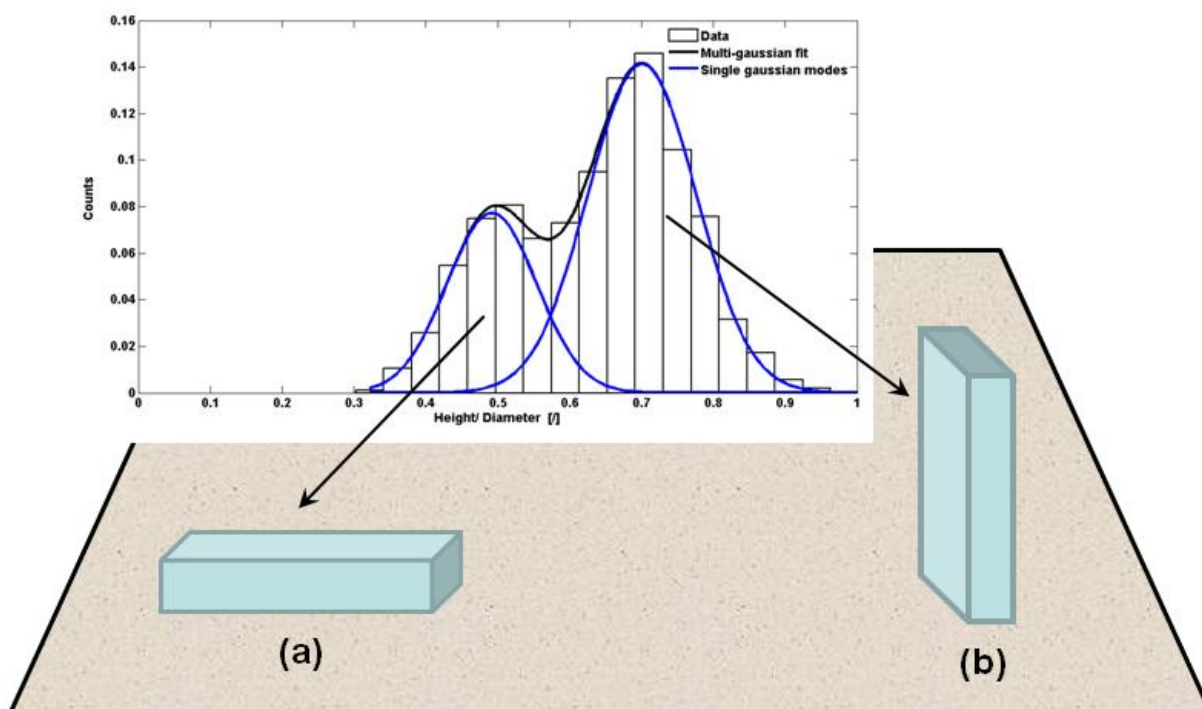 0.16
0.14
0.12
0.1
0.08
0.06
0.04
0.02
0
Counts
Data
Multi-gaussian fit
Single gaussian modes
0 0.1 0.2 0.3 0.4 0.5 0.6 0.7 0.8 0.9 1
Height/ Diameter [/]
(a)
(b)